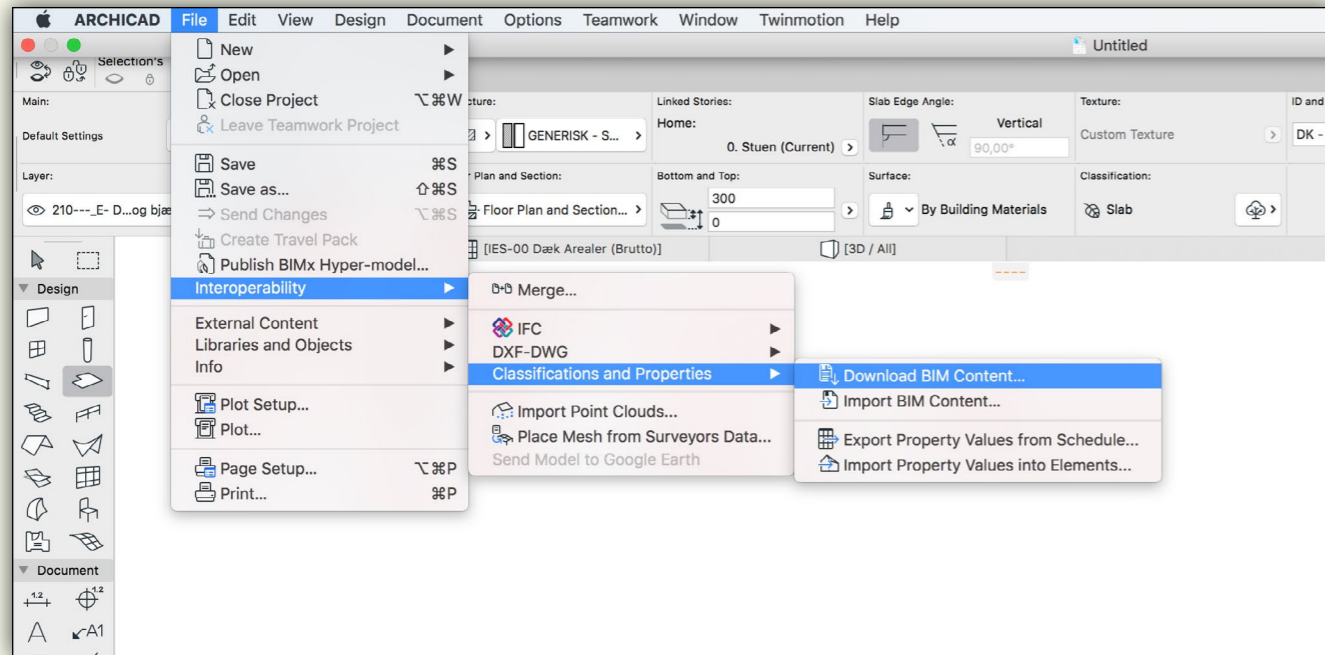 ARCHICAD File Edit View Design Document Options Teamwork Window Twinmotion Help
Untitled
Selection's
Main:
Default Settings
Layer:
210---_E- D...og bjæ
New
Open
Close Project ⌥⌘W
Leave Teamwork Project
Save ⌘S
Save as... ⇧⌘S
Send Changes ⌥⌘S
Create Travel Pack
Publish BIMx Hyper-model...
Interoperability
External Content
Libraries and Objects
Info
Plot Setup...
Plot...
Page Setup... ⌥⌘P
Print... ⌘P
cture:
GENERISK - S...
Plan and Section:
Floor Plan and Section...
Linked Stories:
Home:
0. Stuen (Current)
Bottom and Top:
300
0
Slab Edge Angle:
Vertical
α
90,00°
Surface:
By Building Materials
Texture:
Custom Texture
Classification:
Slab
ID and
DK -
[IES-00 Dæk Arealer (Brutto)]
[3D / All]
Merge...
IFC
DXF-DWG
Classifications and Properties
Import Point Clouds...
Place Mesh from Surveyors Data...
Send Model to Google Earth
Download BIM Content...
Import BIM Content...
Export Property Values from Schedule...
Import Property Values into Elements...
Design
Document
1.2
1.2
A
A1